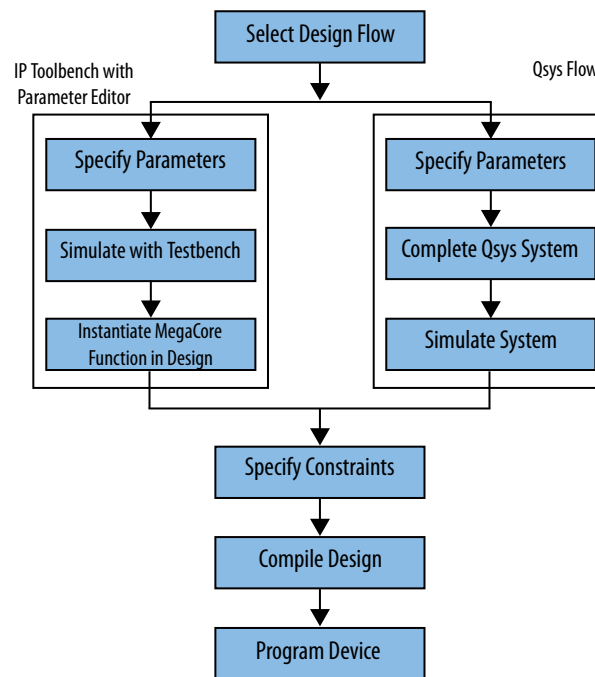 Select Design Flow
IP Toolbench with
Parameter Editor
Qsys Flow
Specify Parameters
Simulate with Testbench
Instantiate MegaCore
Function in Design
Specify Parameters
Complete Qsys System
Simulate System
Specify Constraints
Compile Design
Program Device